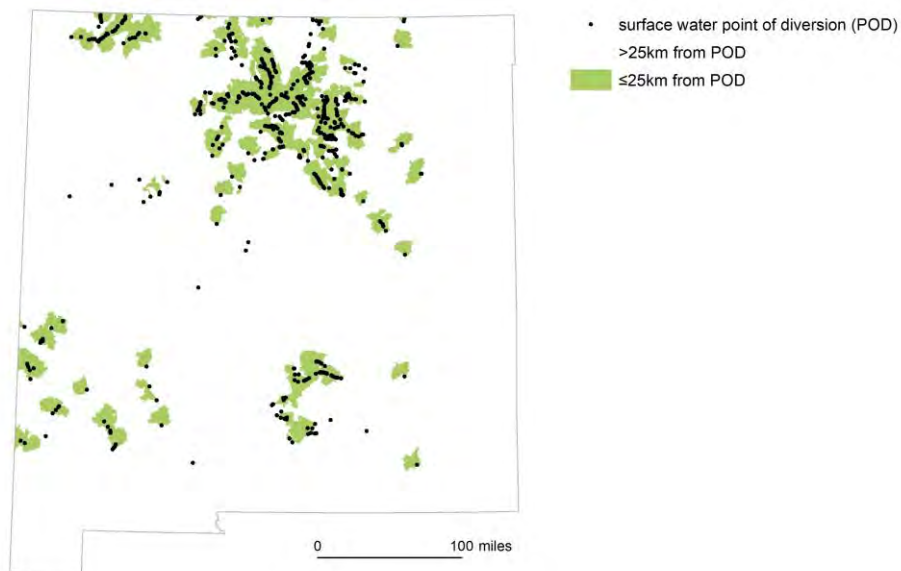 surface water point of diversion (POD)
>25km from POD
≤25km from POD
0 100 miles